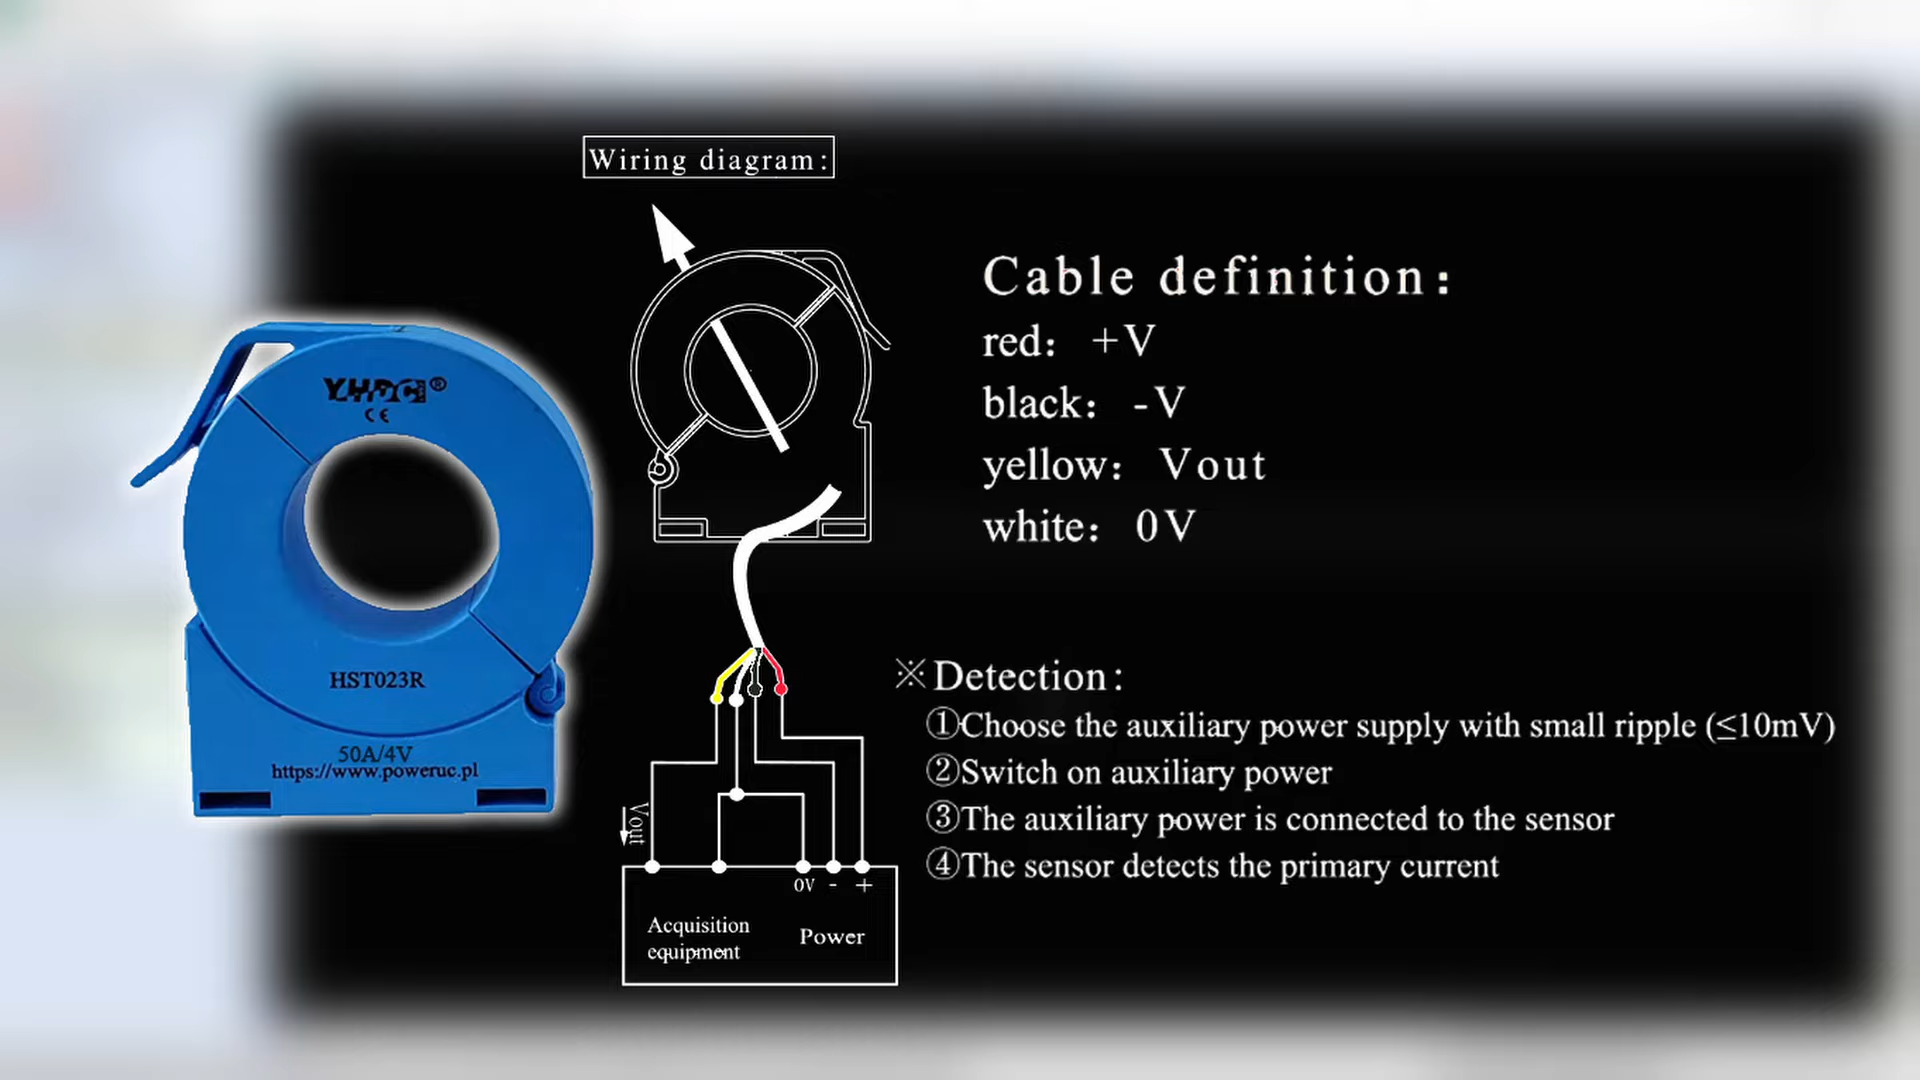 Wiring diagram:
YHDC®
CE
HST023R
50A/4V
https://www.poweruc.pl
Cable definition:
red: +V
black: -V
yellow: Vout
white: 0V
※Detection:
①Choose the auxiliary power supply with small ripple (≤10mV)
②Switch on auxiliary power
③The auxiliary power is connected to the sensor
④The sensor detects the primary current
Vout
0V - +
Acquisition
equipment
Power